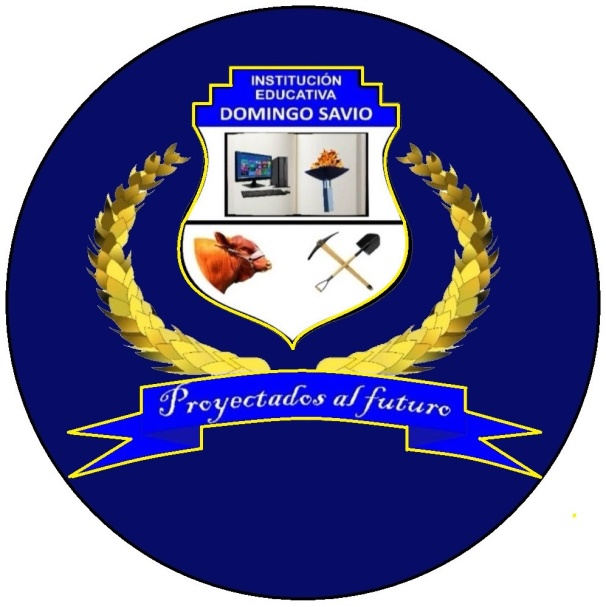 INSTITUCIÓN
EDUCATIVA
DOMINGO SAVIO
Proyectados al futuro